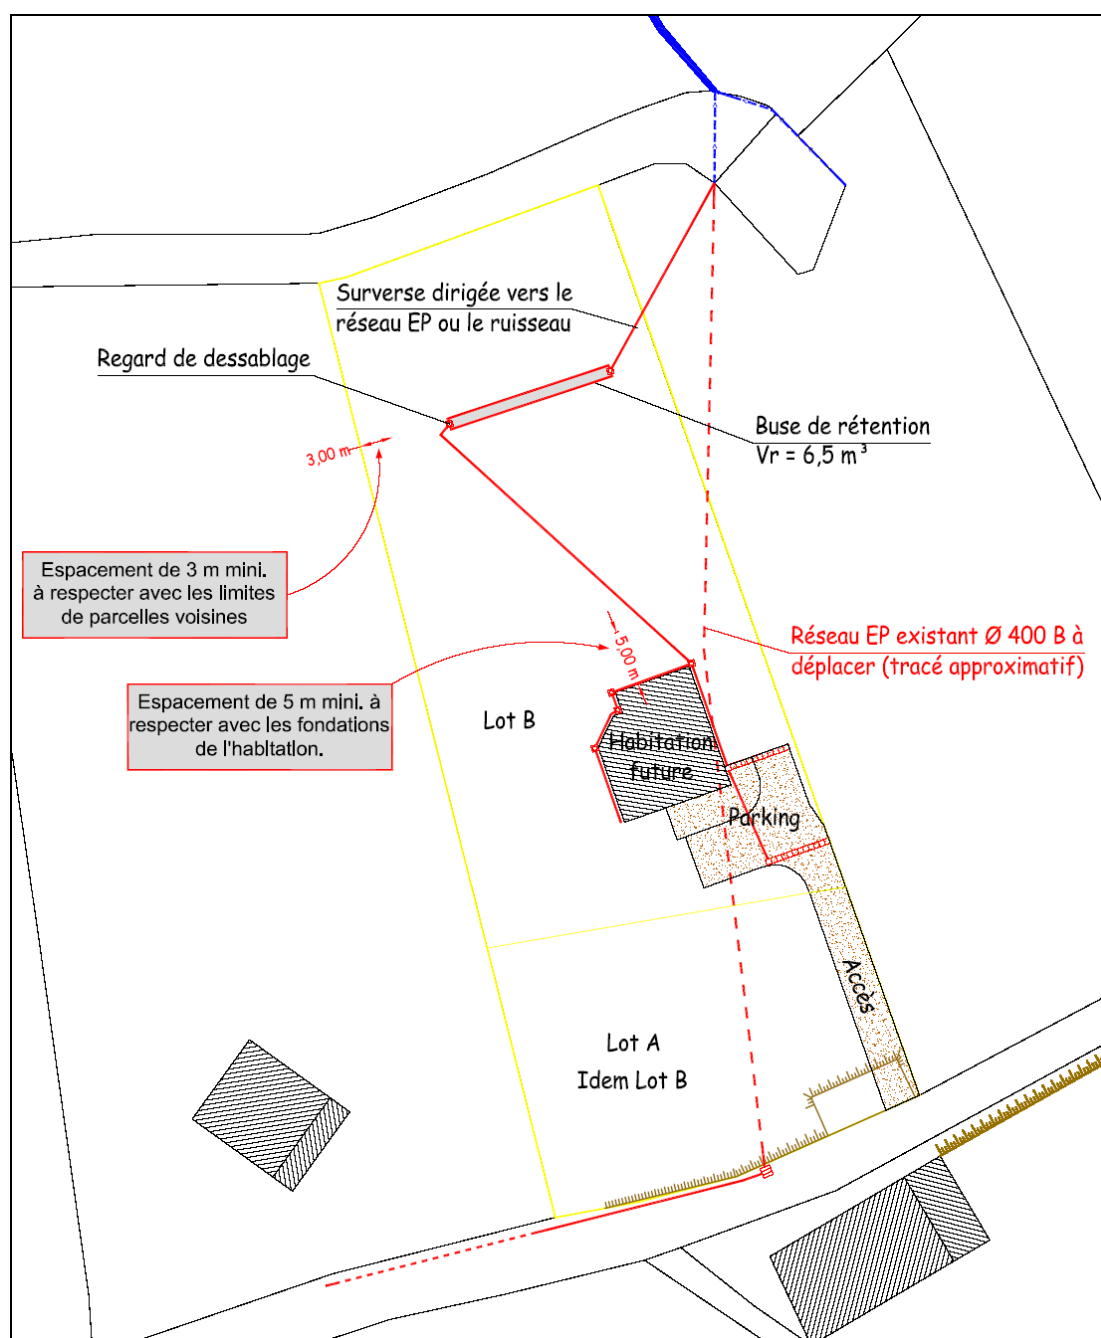 Surverse dirigée vers le
réseau EP ou le ruisseau
Regard de dessablage
Buse de rétention
Vr = 6,5 m³
3,00 m
Espacement de 3 m mini.
à respecter avec les limites
de parcelles voisines
5,00 m
Réseau EP existant Ø 400 B à
déplacer (tracé approximatif)
Espacement de 5 m mini. à
respecter avec les fondations
de l'habitation.
Lot B
Habitation
future
Parking
Accès
Lot A
Idem Lot B